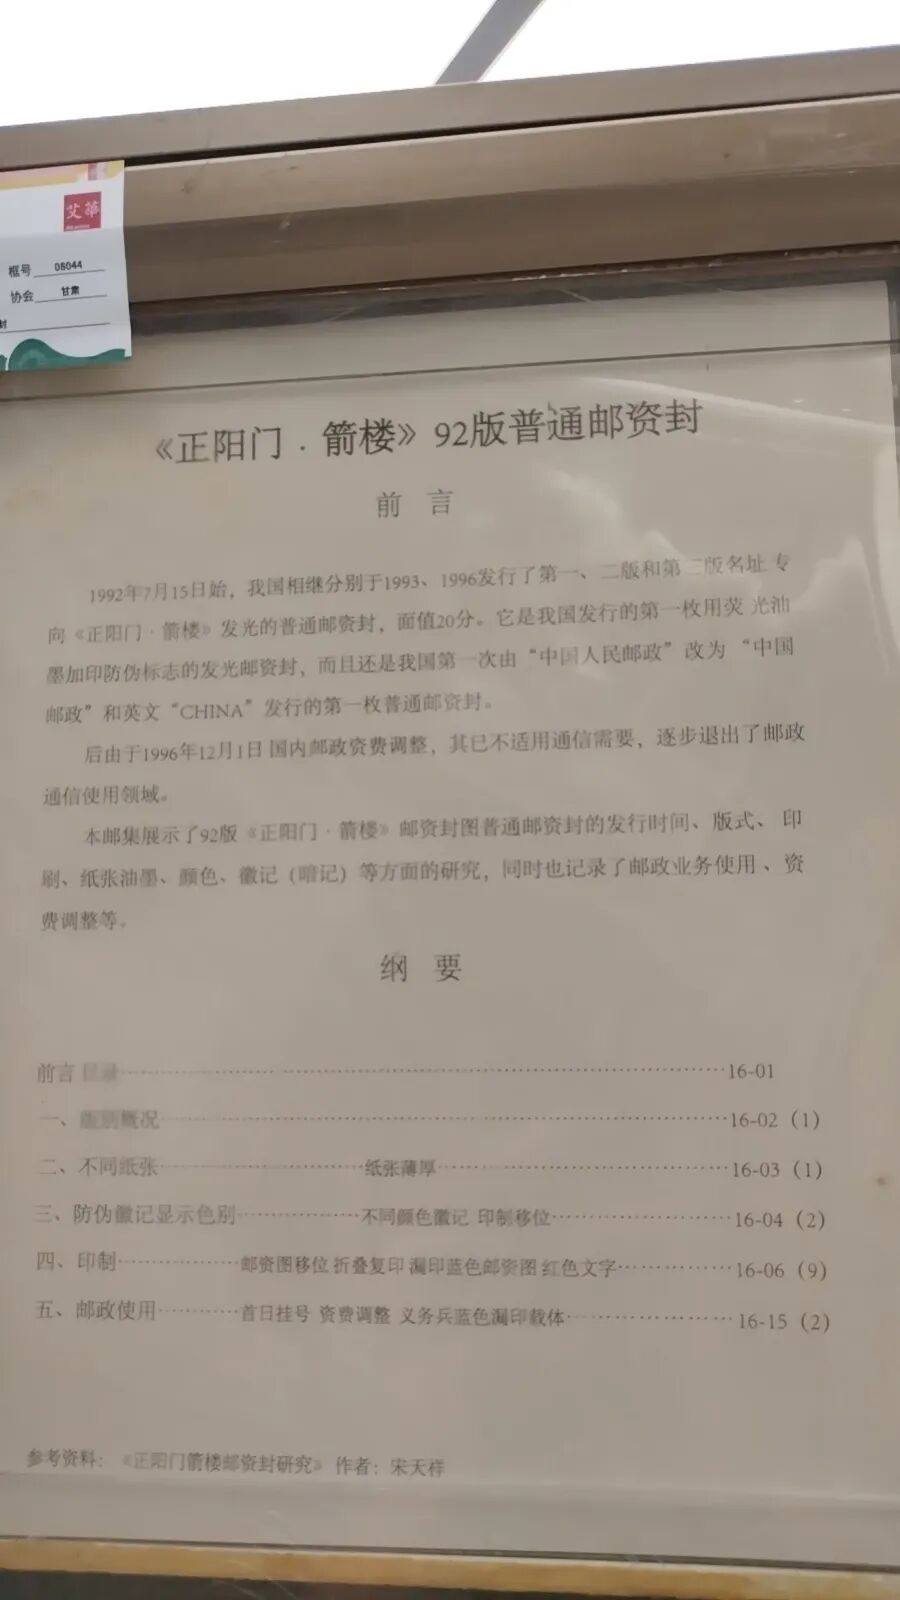 艾华
框号 08044
协会 甘肃
封
《正阳门·箭楼》92版普通邮资封
前 言
1992年7月15日始，我国相继分别于1993、1996发行了第一、二版和第三版名址 专
向《正阳门·箭楼》发光的普通邮资封，面值20分。它是我国发行的第一枚用荧 光油
墨加印防伪标志的发光邮资封，而且还是我国第一次由“中国人民邮政”改为 “中国
邮政”和英文“CHINA”发行的第一枚普通邮资封。
后由于1996年12月1日 国内邮政资费调整，其已不适用通信需要，逐步退出了邮政
通信使用领域。
本邮集展示了92版《正阳门·箭楼》邮资封图普通邮资封的发行时间、版式、 印
刷、纸张油墨、颜色、徽记（暗记）等方面的研究，同时也记录了邮政业务使用 、资
费调整等。
纲 要
前言 目录 16-01
一、版别概况 16-02（1）
二、不同纸张 纸张薄厚 16-03（1）
三、防伪徽记显示色别 不同颜色徽记 印制移位 16-04（2）
四、印制 邮资图移位 折叠复印 漏印蓝色邮资图 红色文字 16-06（9）
五、邮政使用 首日挂号 资费调整 义务兵蓝色漏印载体 16-15（2）
参考资料：《正阳门箭楼邮资封研究》 作者：宋天祥